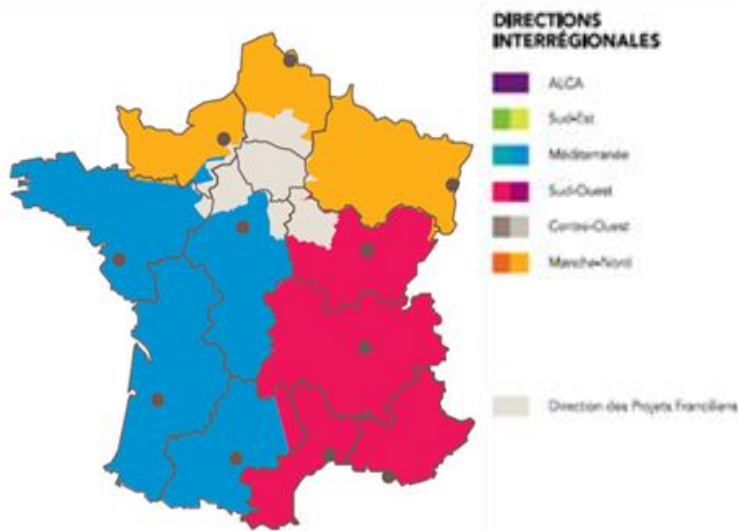 DIRECTIONS
INTERRÉGIONALES
ALCA
Sud-Est
Méditerranée
Sud-Ouest
Centre-Ouest
Manche-Nord
Direction des Projets Franciliens